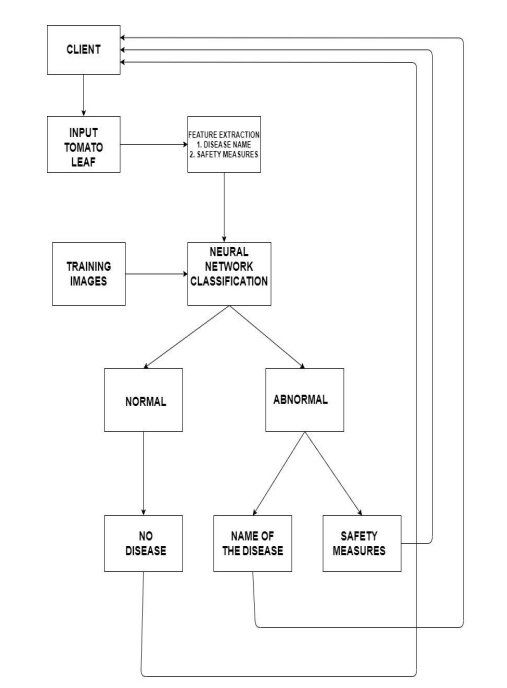 CLIENT
INPUT
TOMATO
LEAF
FEATURE EXTRACTION
1. DISEASE NAME
2. SAFETY MEASURES
TRAINING
IMAGES
NEURAL
NETWORK
CLASSIFICATION
NORMAL
ABNORMAL
NO
DISEASE
NAME OF
THE DISEASE
SAFETY
MEASURES